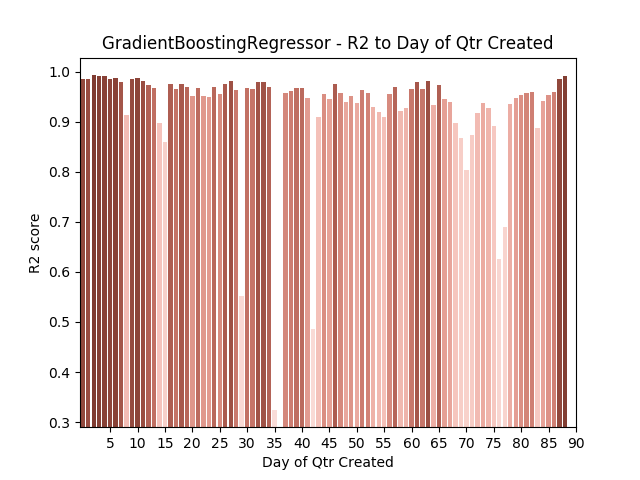 GradientBoostingRegressor - R2 to Day of Qtr Created
1.0
0.9
0.8
0.7
0.6
0.5
0.4
0.3
R2 score
5 10 15 20 25 30 35 40 45 50 55 60 65 70 75 80 85 90
Day of Qtr Created